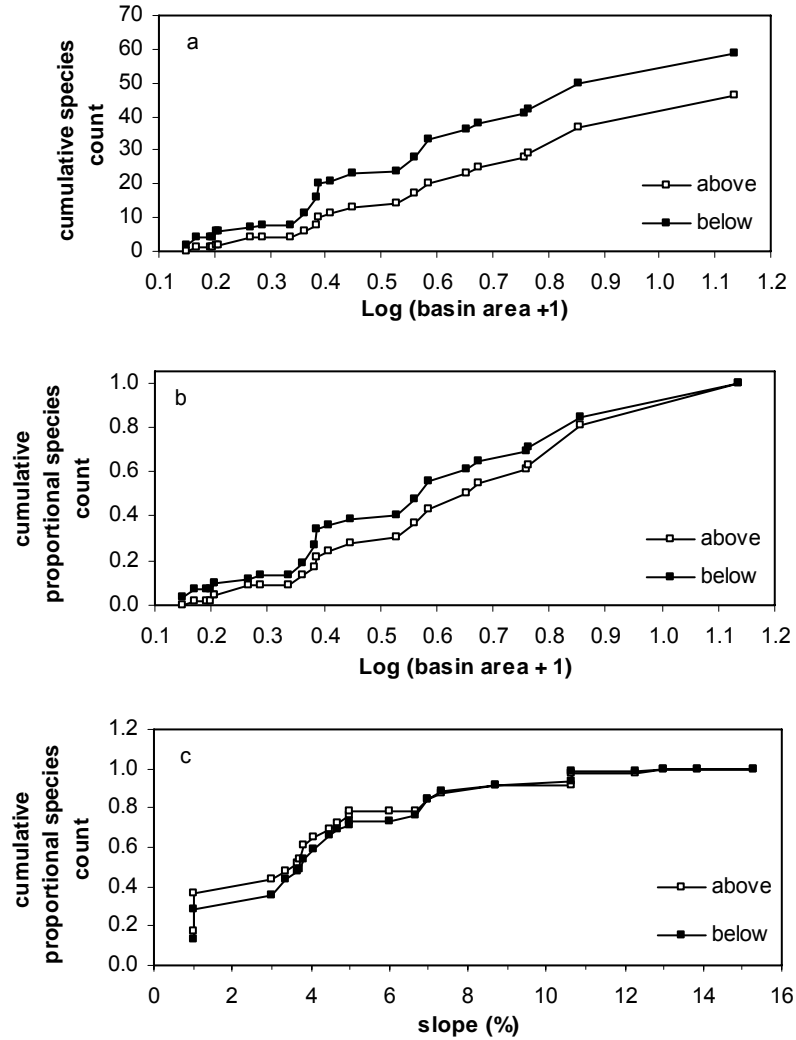 a
70
60
50
40
30
20
10
0
cumulative species
count
above
below
0.1 0.2 0.3 0.4 0.5 0.6 0.7 0.8 0.9 1.0 1.1 1.2
Log (basin area +1)
b
1.0
0.8
0.6
0.4
0.2
0.0
cumulative
proportional species
count
above
below
0.1 0.2 0.3 0.4 0.5 0.6 0.7 0.8 0.9 1.0 1.1 1.2
Log (basin area + 1)
c
1.2
1.0
0.8
0.6
0.4
0.2
0.0
cumulative
proportional species
count
above
below
0 2 4 6 8 10 12 14 16
slope (%)